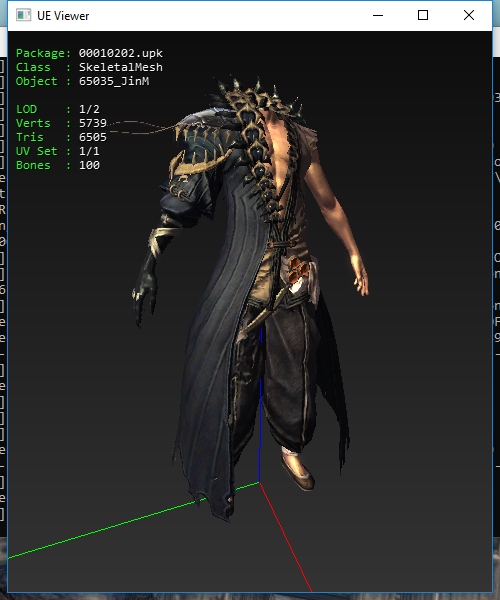 UE Viewer
Package: 00010202.upk
Class : SkeletalMesh
Object : 65035_JinM
LOD : 1/2
Verts : 5739
Tris : 6505
UV Set : 1/1
Bones : 100